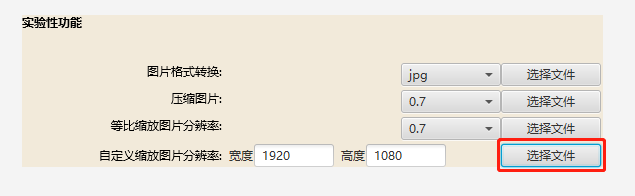 实验性功能
图片格式转换: jpg 选择文件
压缩图片: 0.7 选择文件
等比缩放图片分辨率: 0.7 选择文件
自定义缩放图片分辨率: 宽度 1920 高度 1080 选择文件